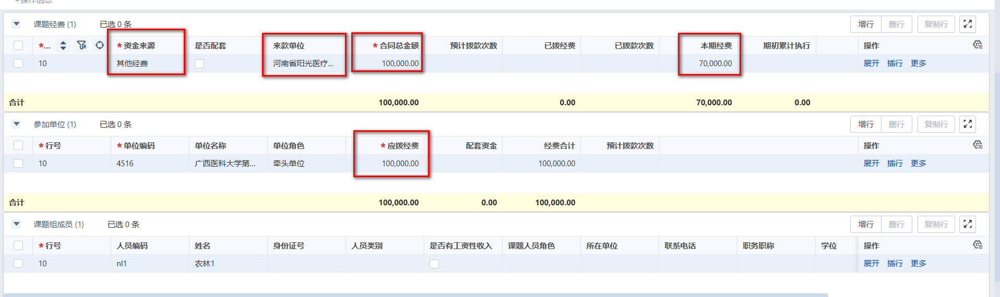 +操作信息
课题经费 (1) 已选 0 条 增行 删行 复制行
*... *资金来源 是否配套 来款单位 *合同总金额 预计拨款次数 已拨经费 已拨款次数 本期经费 期初累计执行 操作
10 其他经费 河南省阳光医疗... 100,000.00 70,000.00 展开 插行 更多
合计 100,000.00 0.00 70,000.00 0.00
参加单位 (1) 已选 0 条 增行 删行 复制行
*行号 *单位编码 单位名称 单位角色 *应拨经费 配套资金 经费合计 预计拨款次数 操作
10 4516 广西医科大学第... 牵头单位 100,000.00 100,000.00 展开 插行 更多
合计 100,000.00 0.00 100,000.00
课题组成员 (1) 已选 0 条 增行 删行 复制行
*行号 人员编码 姓名 身份证号 人员类别 是否有工资性收入 课题人员角色 所在单位 联系电话 职务职称 学位 操作
10 nl1 农林1 展开 插行 更多